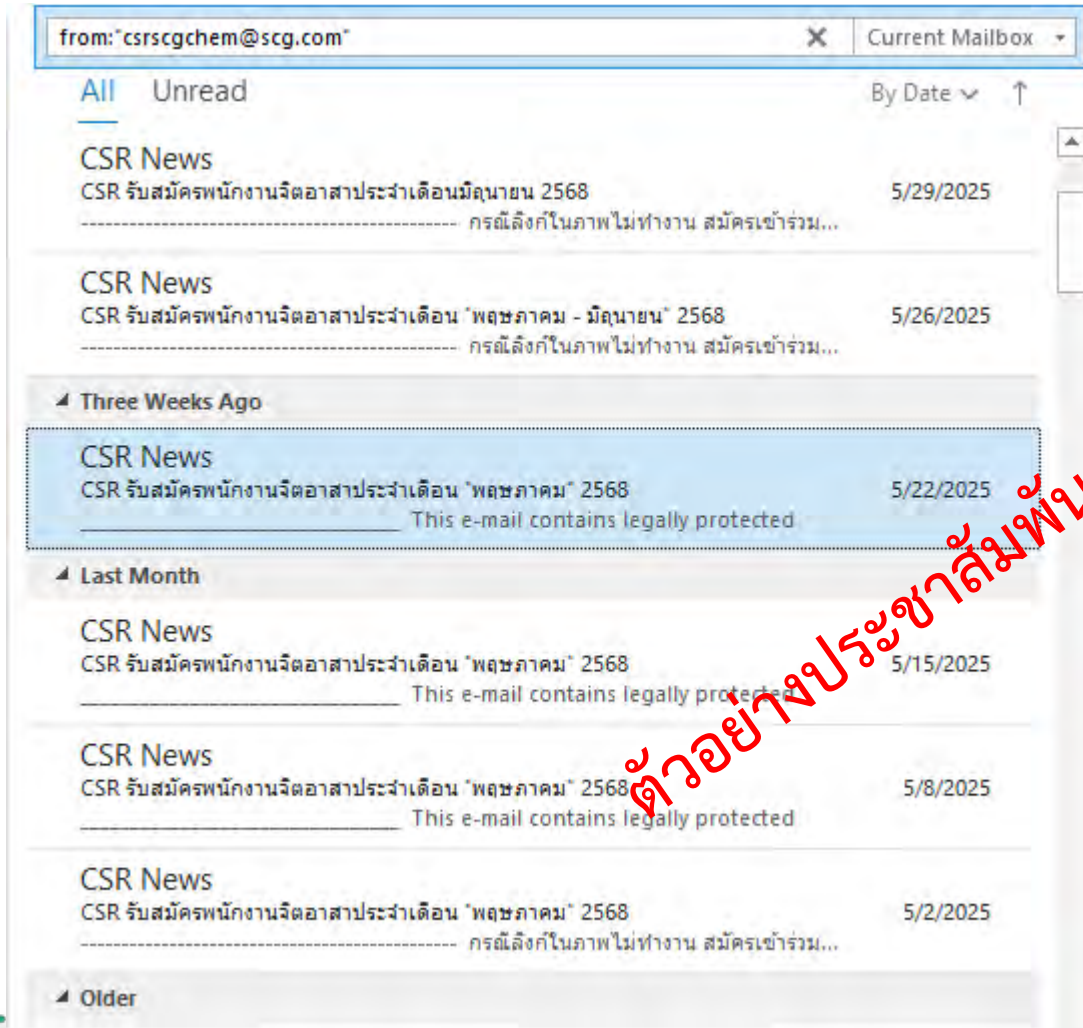 from:"csrscgchem@scg.com"
Current Mailbox
All Unread
By Date
CSR News
CSR รับสมัครพนักงานจิตอาสาประจำเดือนมิถุนายน 2568 5/29/2025
---------------------------------------------- กรณีลิงก์ในภาพไม่ทำงาน สมัครเข้าร่วม...
CSR News
CSR รับสมัครพนักงานจิตอาสาประจำเดือน "พฤษภาคม - มิถุนายน" 2568 5/26/2025
---------------------------------------------- กรณีลิงก์ในภาพไม่ทำงาน สมัครเข้าร่วม...
Three Weeks Ago
CSR News
CSR รับสมัครพนักงานจิตอาสาประจำเดือน "พฤษภาคม" 2568 5/22/2025
________________________________ This e-mail contains legally protected
Last Month
CSR News
CSR รับสมัครพนักงานจิตอาสาประจำเดือน "พฤษภาคม" 2568 5/15/2025
________________________________ This e-mail contains legally protected
CSR News
CSR รับสมัครพนักงานจิตอาสาประจำเดือน "พฤษภาคม" 2568 5/8/2025
________________________________ This e-mail contains legally protected
CSR News
CSR รับสมัครพนักงานจิตอาสาประจำเดือน "พฤษภาคม" 2568 5/2/2025
---------------------------------------------- กรณีลิงก์ในภาพไม่ทำงาน สมัครเข้าร่วม...
Older
ตัวอย่างประชาสัมพัน